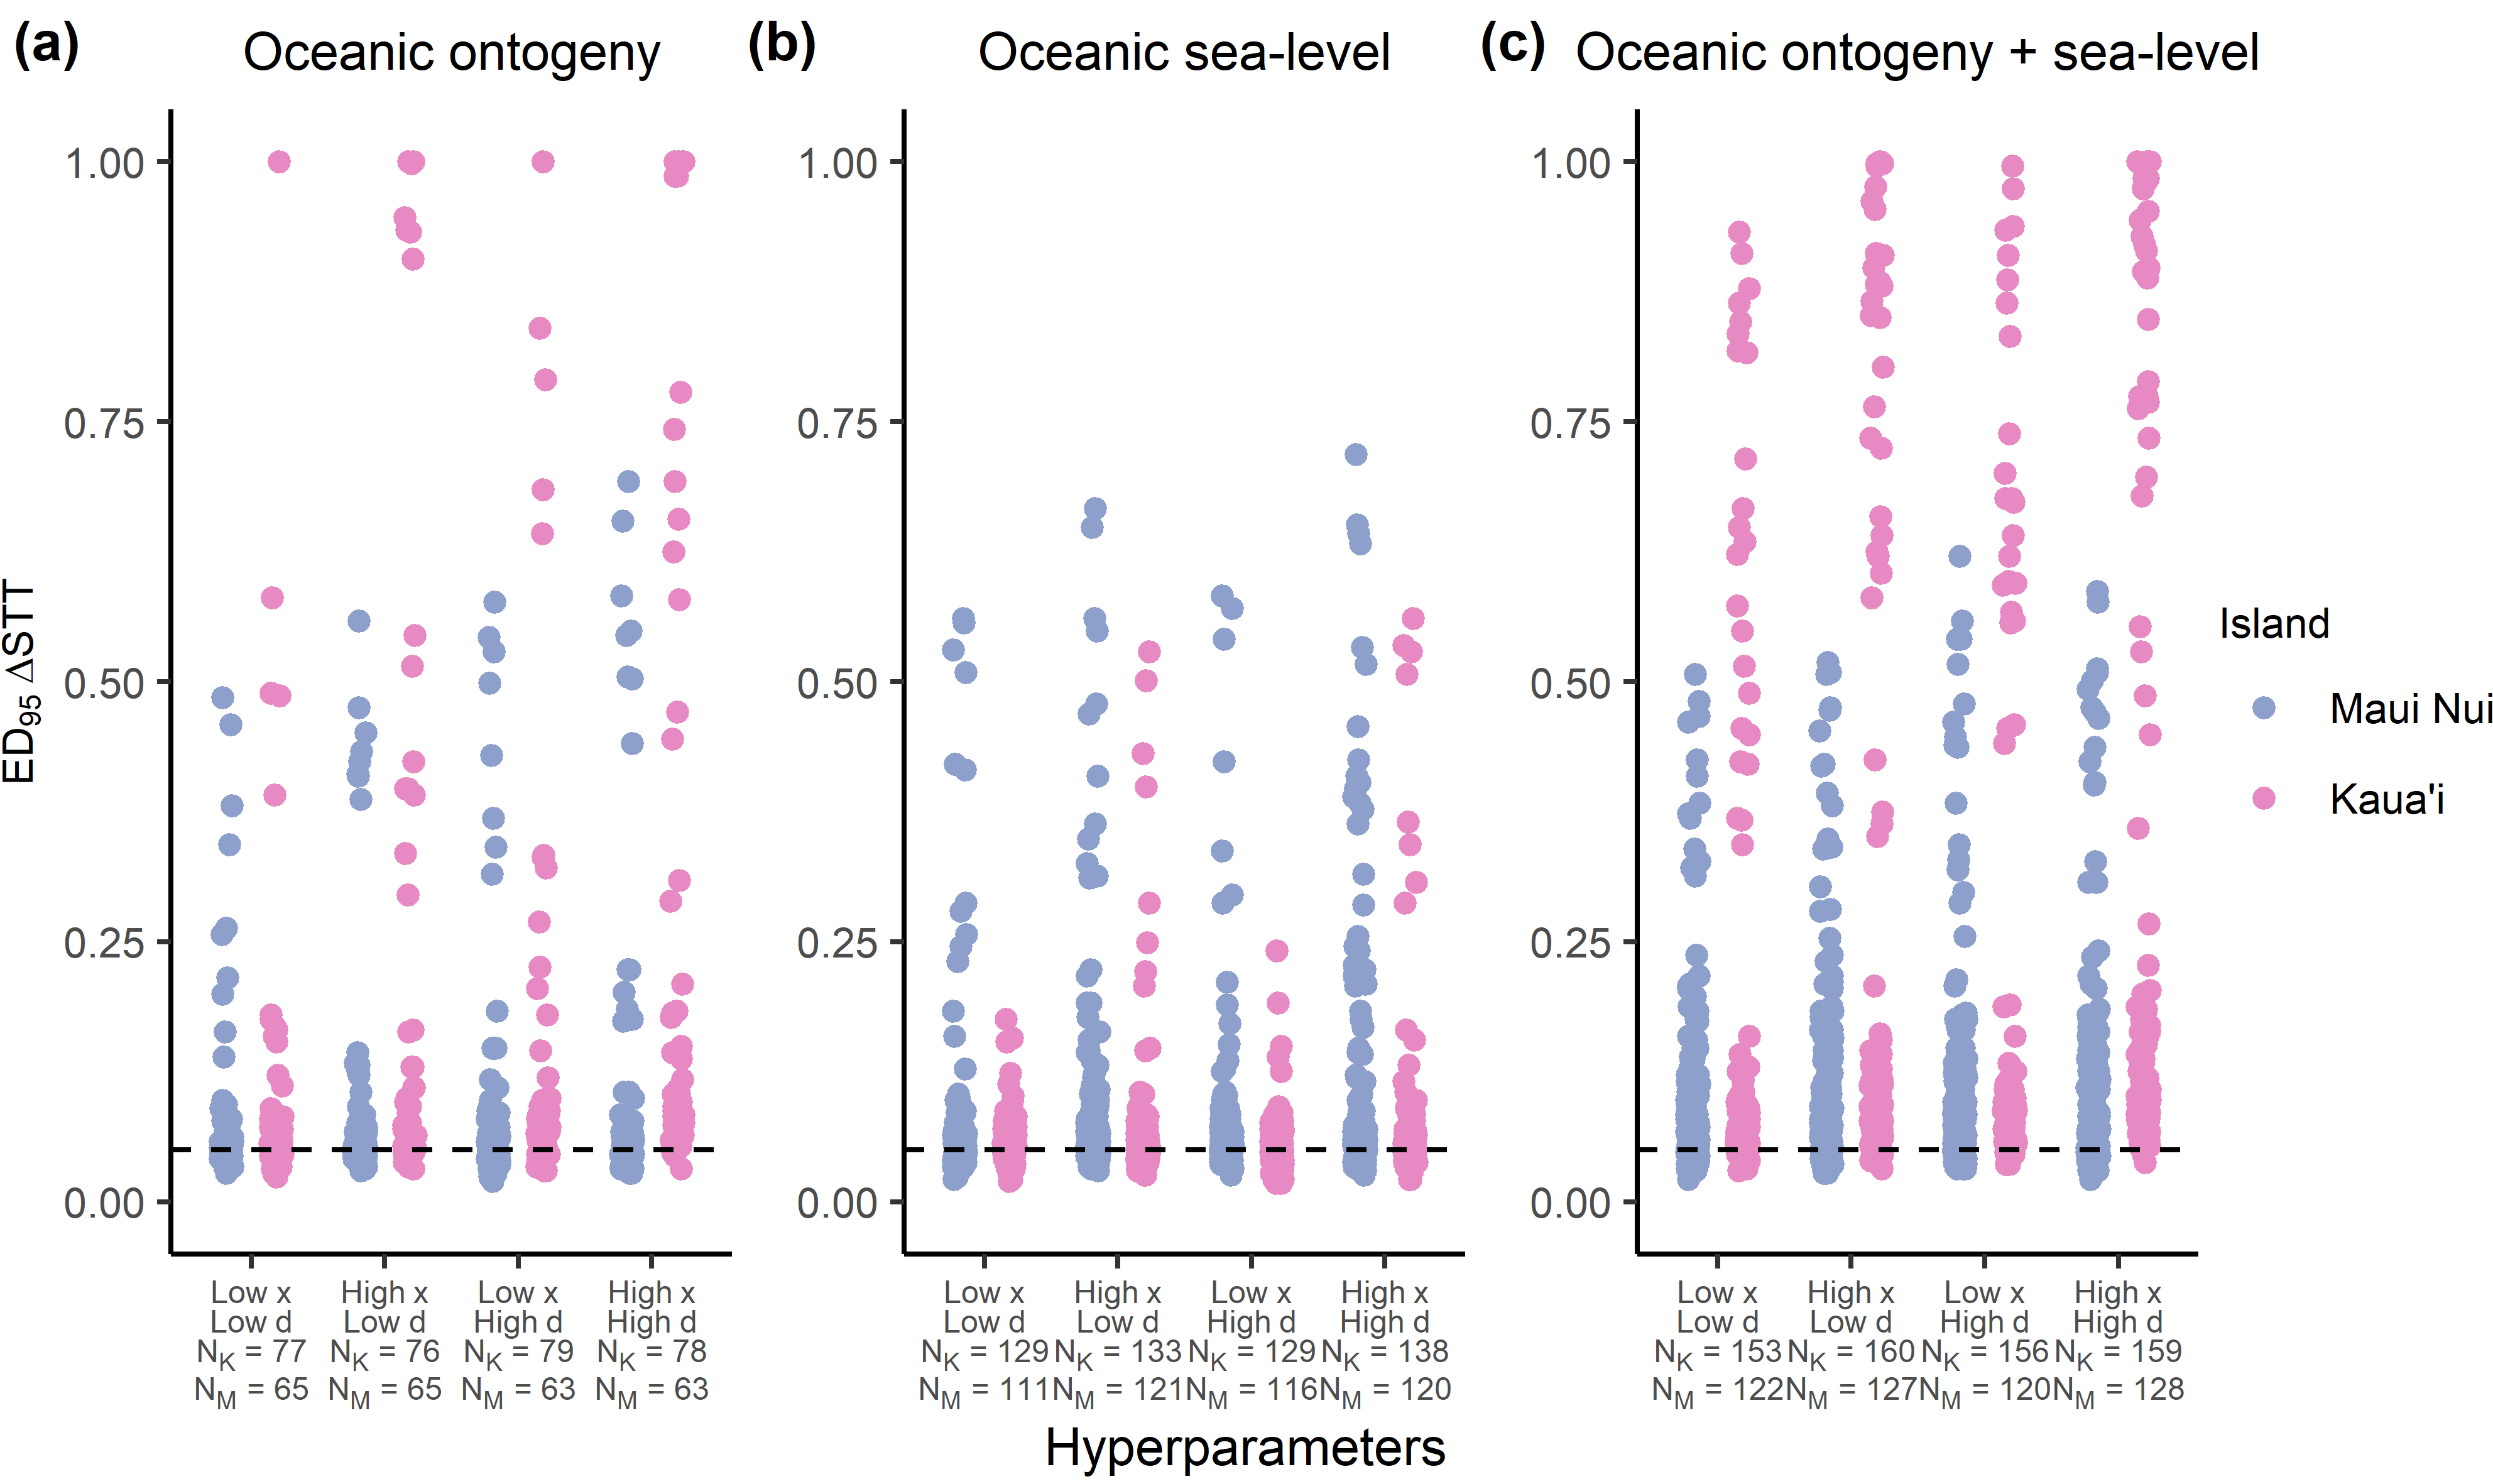 (a) Oceanic ontogeny
(b) Oceanic sea-level
(c) Oceanic ontogeny + sea-level
ED95 ΔSTT
1.00
0.75
0.50
0.25
0.00
Low x
Low d
NK = 77
NM = 65
High x
Low d
NK = 76
NM = 65
Low x
High d
NK = 79
NM = 63
High x
High d
NK = 78
NM = 63
1.00
0.75
0.50
0.25
0.00
Low x
Low d
NK = 129
NM = 111
High x
Low d
NK = 133
NM = 121
Low x
High d
NK = 129
NM = 116
High x
High d
NK = 138
NM = 120
1.00
0.75
0.50
0.25
0.00
Low x
Low d
NK = 153
NM = 122
High x
Low d
NK = 160
NM = 127
Low x
High d
NK = 156
NM = 120
High x
High d
NK = 159
NM = 128
Hyperparameters
Island
Maui Nui
Kaua'i